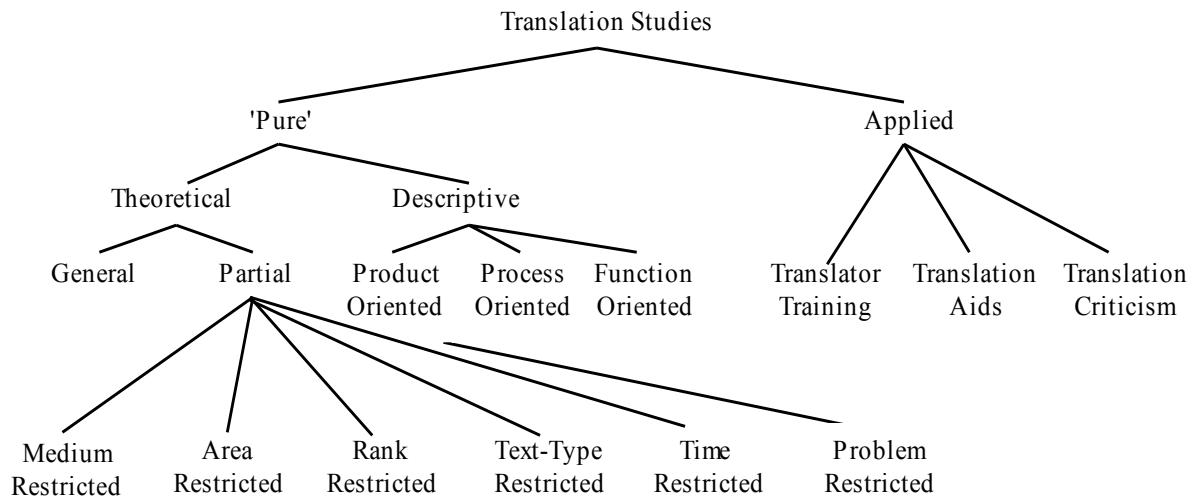 Translation Studies
'Pure'
Applied
Theoretical
Descriptive
General
Partial
Product
Oriented
Process
Oriented
Function
Oriented
Translator
Training
Translation
Aids
Translation
Criticism
Medium
Restricted
Area
Restricted
Rank
Restricted
Text-Type
Restricted
Time
Restricted
Problem
Restricted